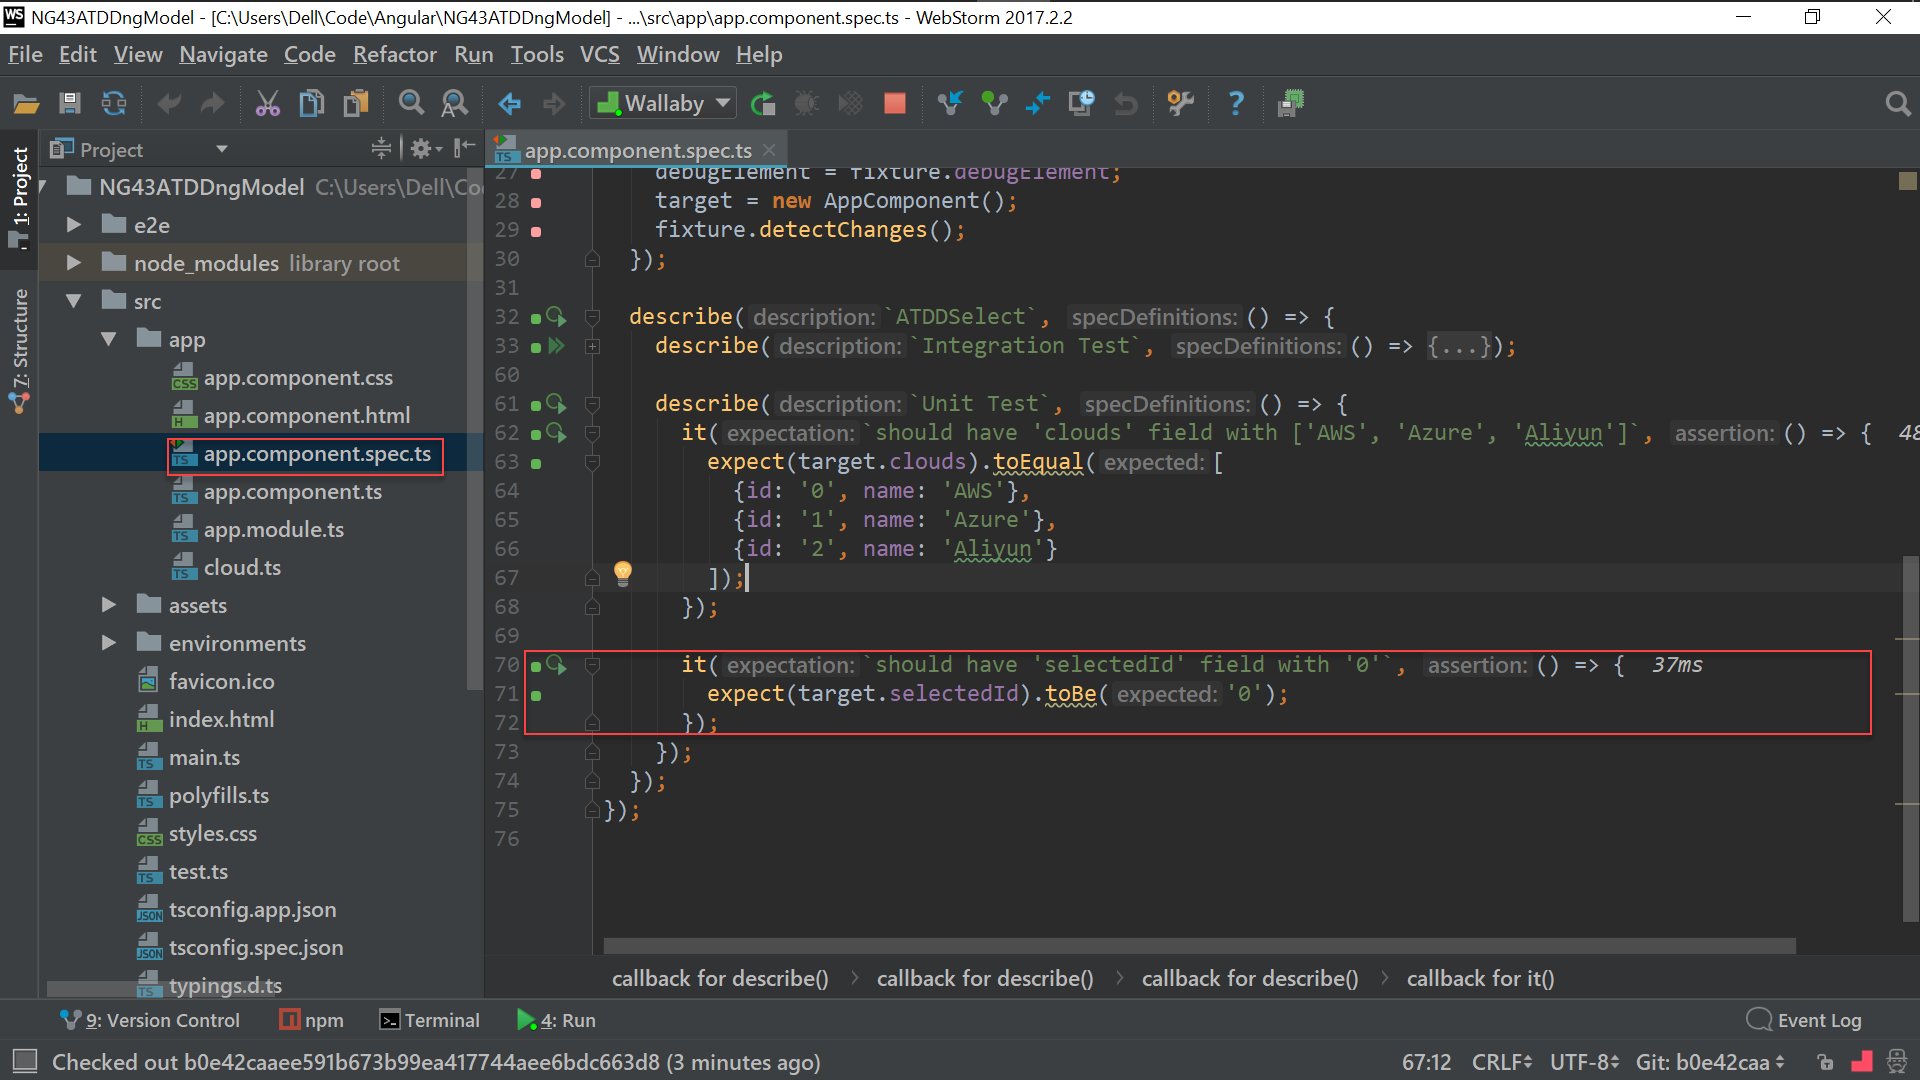 WS NG43ATDDngModel - [C:\Users\Dell\Code\Angular\NG43ATDDngModel] - ...\src\app\app.component.spec.ts - WebStorm 2017.2.2
File Edit View Navigate Code Refactor Run Tools VCS Window Help
Wallaby
1: Project
7: Structure
Project
NG43ATDDngModel C:\Users\Dell\Co
e2e
node_modules library root
src
app
app.component.css
app.component.html
app.component.spec.ts
app.component.ts
app.module.ts
cloud.ts
assets
environments
favicon.ico
index.html
main.ts
polyfills.ts
styles.css
test.ts
tsconfig.app.json
tsconfig.spec.json
typings.d.ts
app.component.spec.ts
27 debugElement = fixture.debugElement;
28 target = new AppComponent();
29 fixture.detectChanges();
30 });
31
32 describe( description: `ATDDSelect`, specDefinitions: () => {
33 describe( description: `Integration Test`, specDefinitions: () => {...});
60
61 describe( description: `Unit Test`, specDefinitions: () => {
62 it( expectation: `should have 'clouds' field with ['AWS', 'Azure', 'Aliyun']`, assertion: () => { 48
63 expect(target.clouds).toEqual( expected: [
64 {id: '0', name: 'AWS'},
65 {id: '1', name: 'Azure'},
66 {id: '2', name: 'Aliyun'}
67 ]);
68 });
69
70 it( expectation: `should have 'selectedId' field with '0'`, assertion: () => { 37ms
71 expect(target.selectedId).toBe( expected: '0');
72 });
73 });
74 });
75 });
76
callback for describe() callback for describe() callback for describe() callback for it()
9: Version Control npm Terminal 4: Run Event Log
Checked out b0e42caaee591b673b99ea417744aee6bdc663d8 (3 minutes ago) 67:12 CRLF UTF-8 Git: b0e42caa